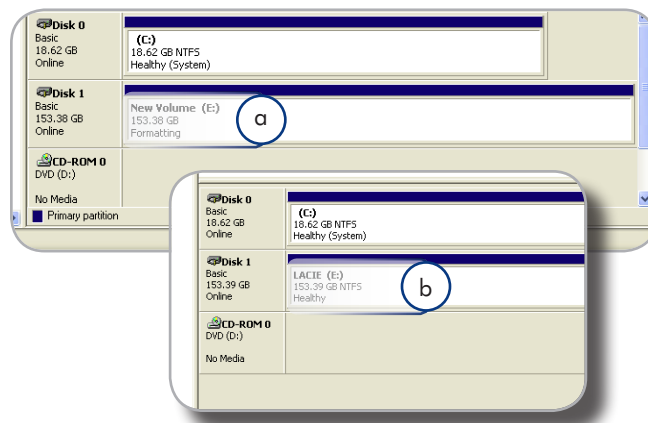 Disk 0
Basic
18.62 GB
Online
(C:)
18.62 GB NTFS
Healthy (System)
Disk 1
Basic
153.38 GB
Online
New Volume (E:)
153.38 GB
Formatting
a
CD-ROM 0
DVD (D:)
No Media
Primary partition
Disk 0
Basic
18.62 GB
Online
(C:)
18.62 GB NTFS
Healthy (System)
Disk 1
Basic
153.39 GB
Online
LACIE (E:)
153.39 GB NTFS
Healthy
b
CD-ROM 0
DVD (D:)
No Media